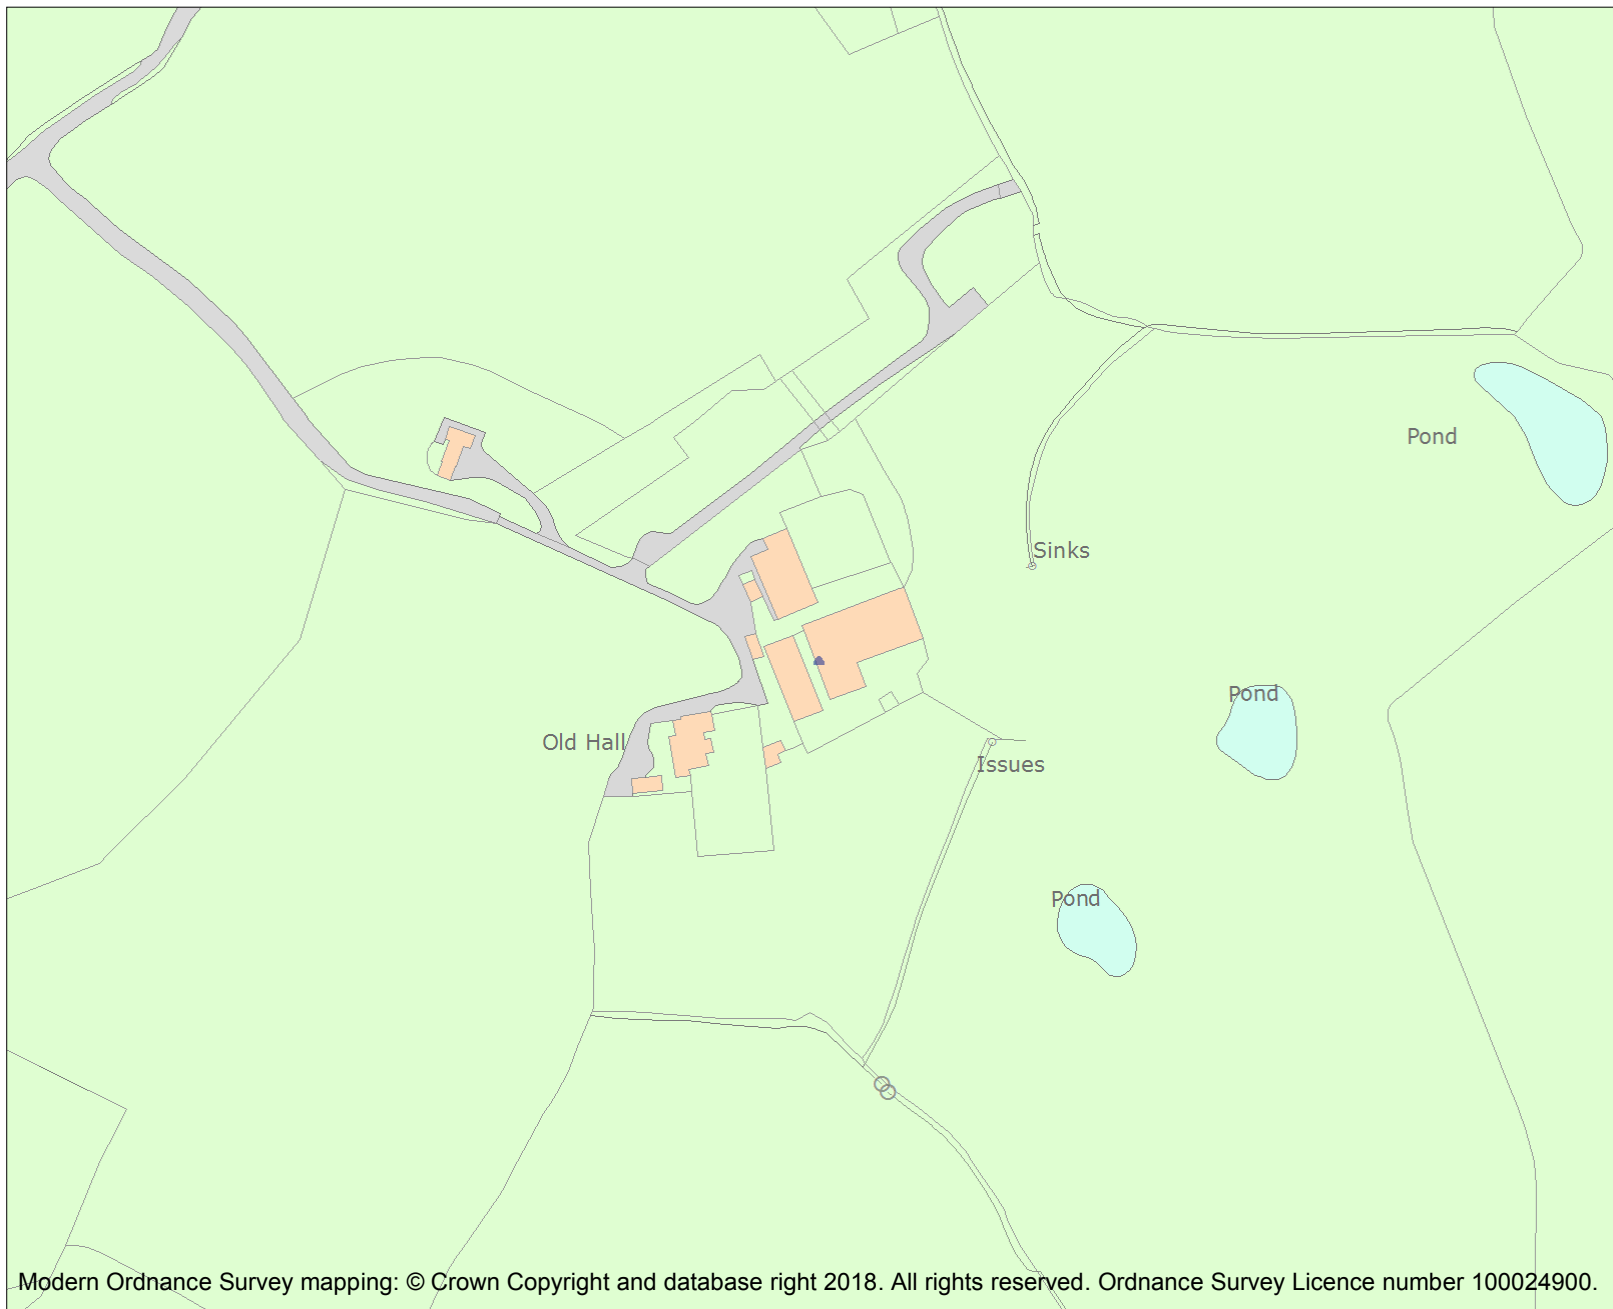 Pond
Sinks
Pond
Old Hall
Issues
Pond
Modern Ordnance Survey mapping: © Crown Copyright and database right 2018. All rights reserved. Ordnance Survey Licence number 100024900.